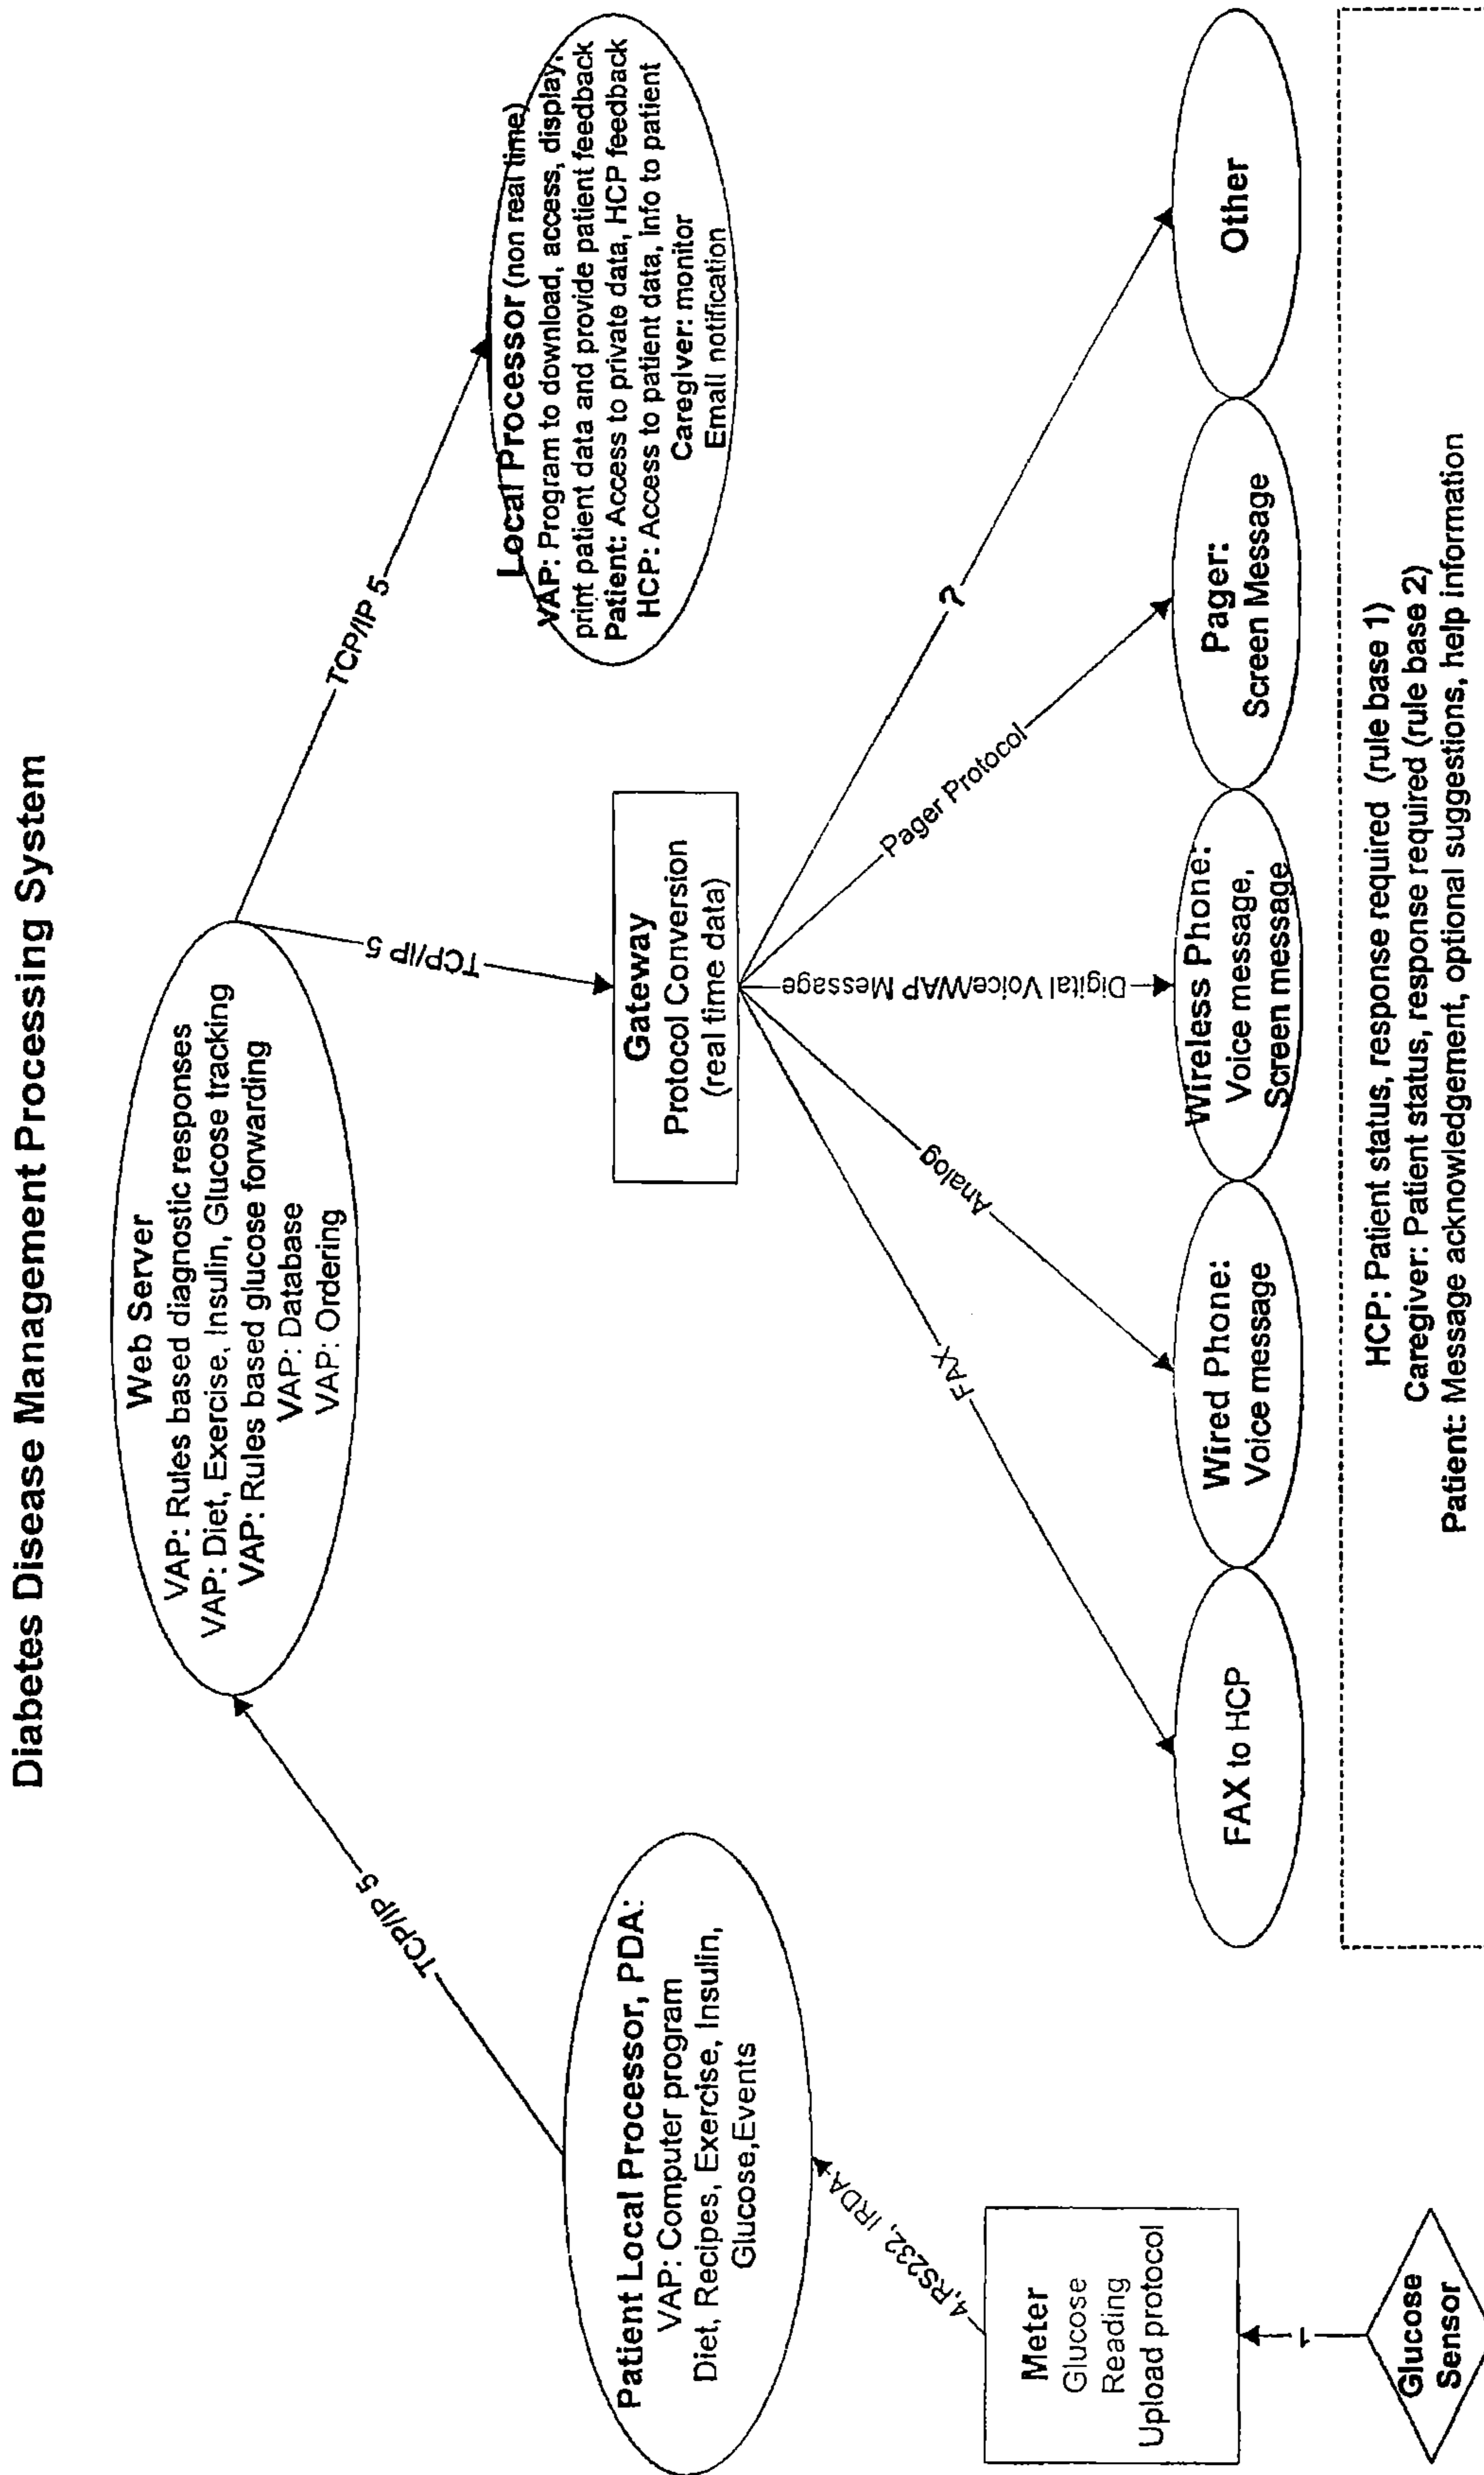 Diabetes Disease Management Processing System
Web Server
VAP: Rules based diagnostic responses
VAP: Diet, Exercise, Insulin, Glucose tracking
VAP: Rules based glucose forwarding
VAP: Database
VAP: Ordering
TCP/IP 5
TCP/IP 5
TCP/IP 5
Patient Local Processor, PDA:
VAP: Computer program
Diet, Recipes, Exercise, Insulin,
Glucose,Events
Local Processor (non real time)
VAP: Program to download, access, display,
print patient data and provide patient feedback
Patient: Access to private data, HCP feedback
HCP: Access to patient data, Info to patient
Caregiver: monitor
Email notification
Gateway
Protocol Conversion
(real time data)
4,RS232, IRDA
Meter
Glucose
Reading
Upload protocol
1
Glucose
Sensor
FAX
Analog
Digital Voice/WAP Message
Pager Protocol
?
FAX to HCP
Wired Phone:
Voice message
Wireless Phone:
Voice message,
Screen message
Pager:
Screen Message
Other
HCP: Patient status, response required (rule base 1)
Caregiver: Patient status, response required (rule base 2)
Patient: Message acknowledgement, optional suggestions, help information